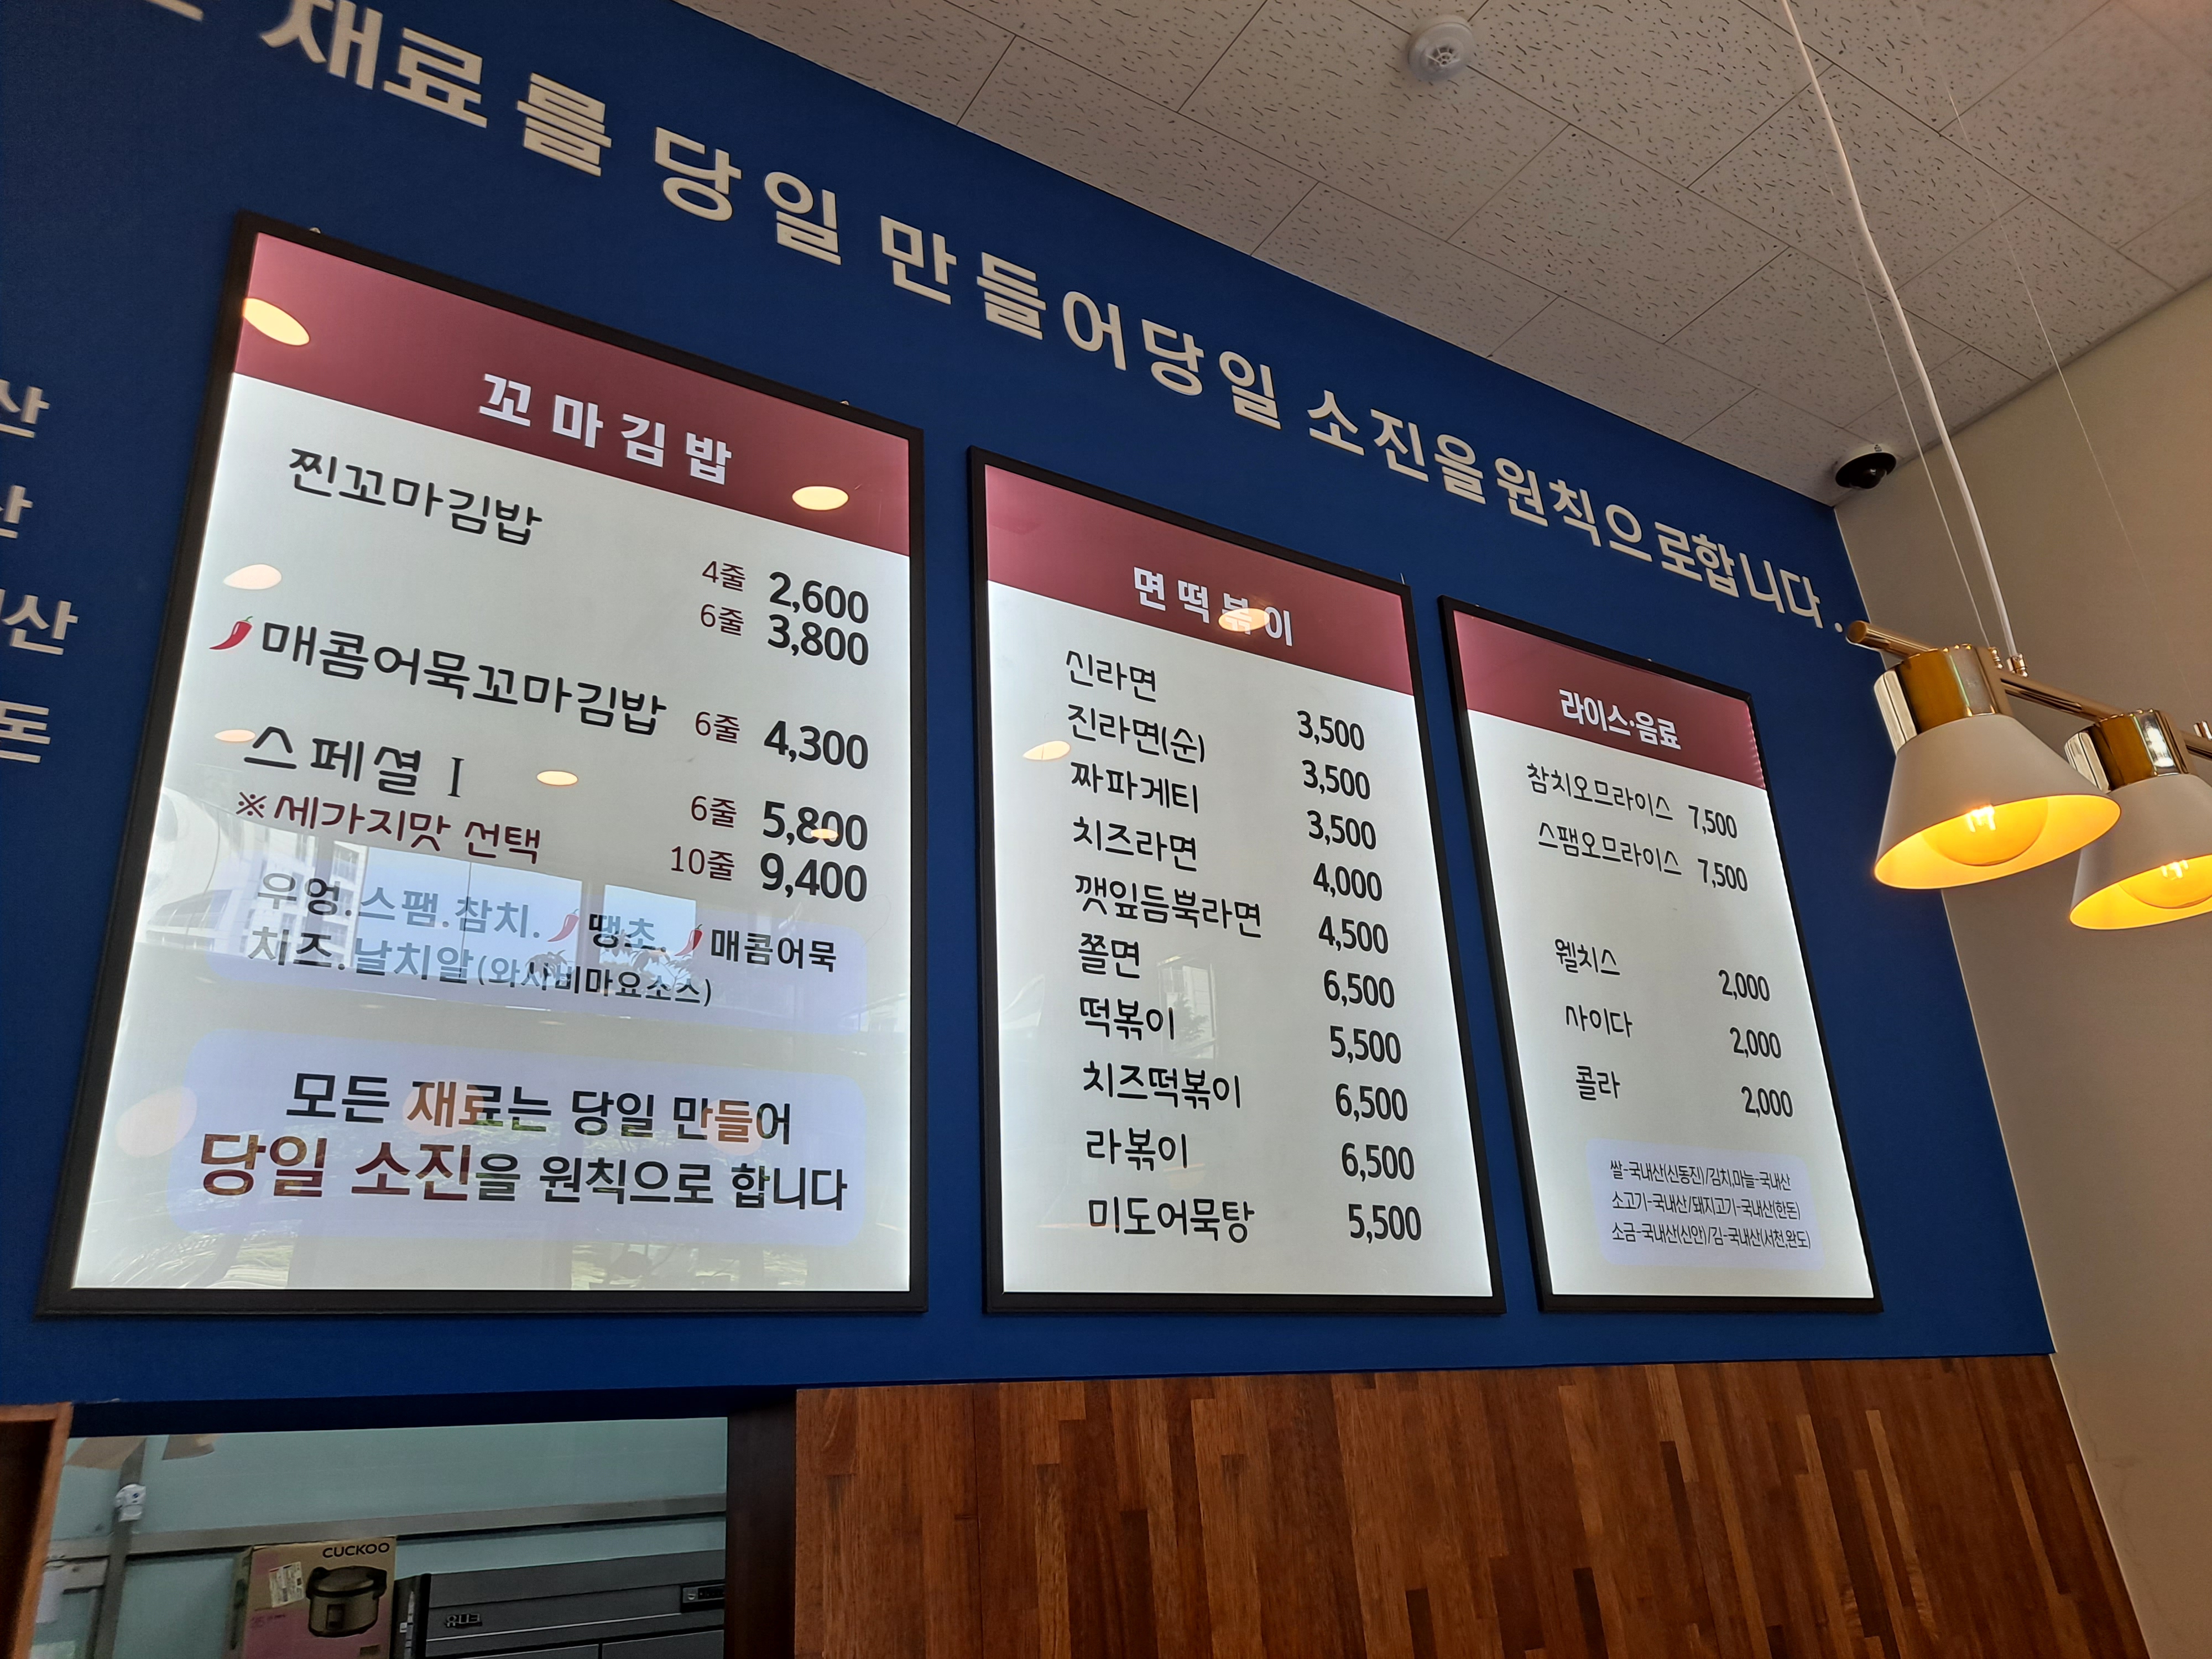 재료를 당일 만들어당일 소진을원칙으로합니다.
산
산
산
돈
꼬마김밥
찐꼬마김밥
4줄 2,600
6줄 3,800
매콤어묵꼬마김밥 6줄 4,300
스페셜 I
※세가지맛 선택
6줄 5,800
10줄 9,400
우엉.스팸.참치.땡초.매콤어묵
치즈.날치알(와사비마요소스)
모든 재료는 당일 만들어
당일 소진을 원칙으로 합니다
면떡볶이
신라면 3,500
진라면(순) 3,500
짜파게티 3,500
치즈라면 4,000
깻잎듬뿍라면 4,500
쫄면 6,500
떡볶이 5,500
치즈떡볶이 6,500
라볶이 6,500
미도어묵탕 5,500
라이스·음료
참치오므라이스 7,500
스팸오므라이스 7,500
웰치스 2,000
사이다 2,000
콜라 2,000
쌀-국내산(신동진)/김치,마늘-국내산
소고기-국내산/돼지고기-국내산(한돈)
소금-국내산(신안)/김-국내산(서천,완도)
CUCKOO
유니크